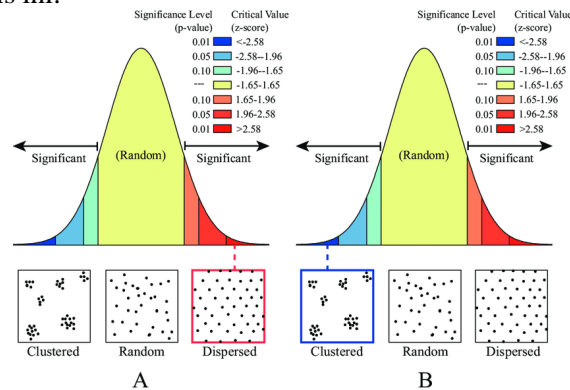 Significance Level Critical Value
(p-value) (z-score)
0.01 <-2.58
0.05 -2.58--1.96
0.10 -1.96--1.65
--- -1.65-1.65
0.10 1.65-1.96
0.05 1.96-2.58
0.01 >2.58
Significant
(Random)
Significant
Clustered
Random
Dispersed
A
Significance Level Critical Value
(p-value) (z-score)
0.01 <-2.58
0.05 -2.58--1.96
0.10 -1.96--1.65
--- -1.65-1.65
0.10 1.65-1.96
0.05 1.96-2.58
0.01 >2.58
Significant
(Random)
Significant
Clustered
Random
Dispersed
B